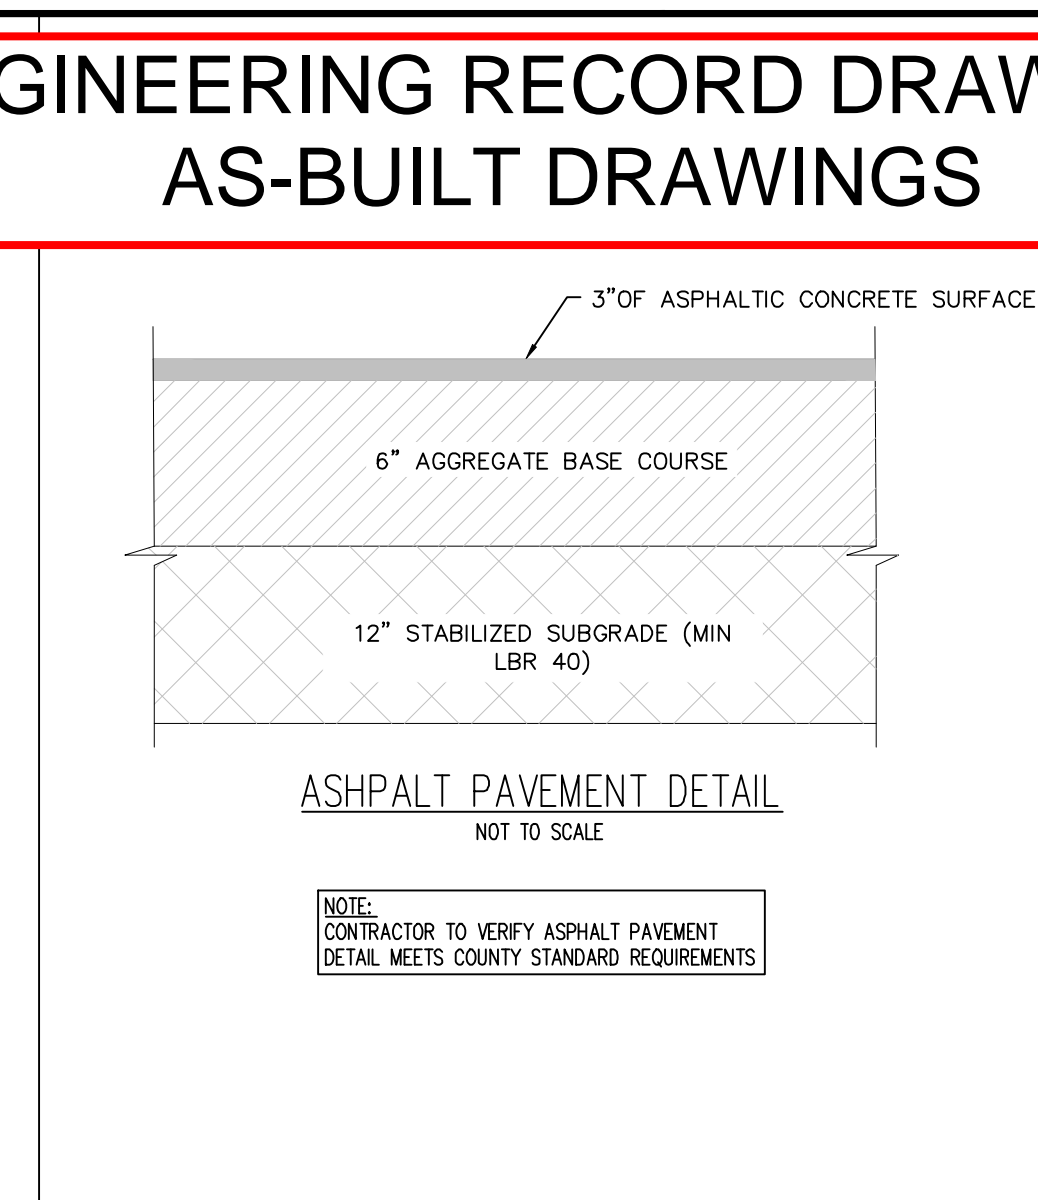 GINEERING RECORD DRAW
AS-BUILT DRAWINGS
3"OF ASPHALTIC CONCRETE SURFACE
6" AGGREGATE BASE COURSE
12" STABILIZED SUBGRADE (MIN
LBR 40)
ASHPALT PAVEMENT DETAIL
NOT TO SCALE
NOTE:
CONTRACTOR TO VERIFY ASPHALT PAVEMENT
DETAIL MEETS COUNTY STANDARD REQUIREMENTS